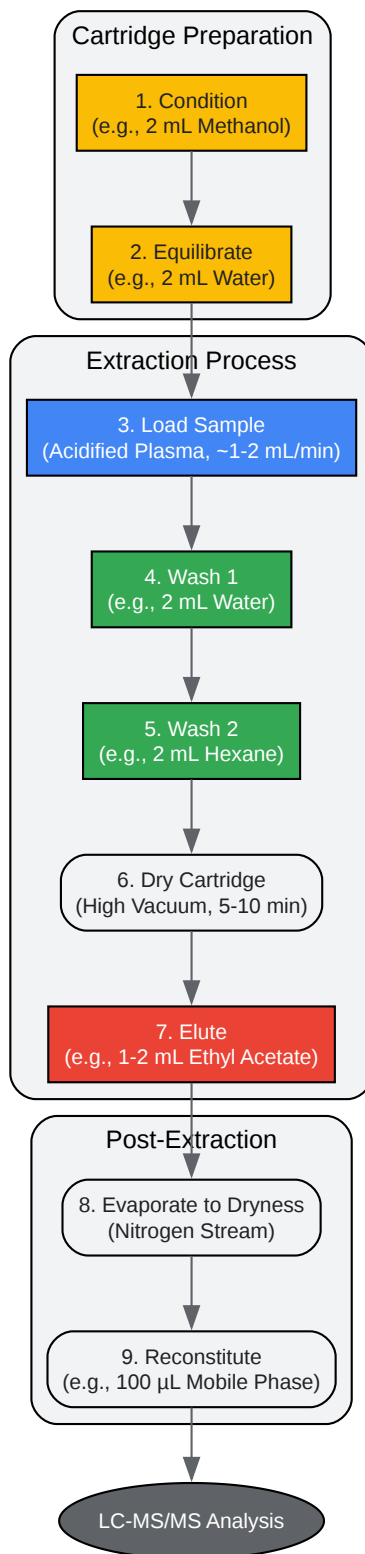 Cartridge Preparation
1. Condition
(e.g., 2 mL Methanol)
2. Equilibrate
(e.g., 2 mL Water)
Extraction Process
3. Load Sample
(Acidified Plasma, ~1-2 mL/min)
4. Wash 1
(e.g., 2 mL Water)
5. Wash 2
(e.g., 2 mL Hexane)
6. Dry Cartridge
(High Vacuum, 5-10 min)
7. Elute
(e.g., 1-2 mL Ethyl Acetate)
Post-Extraction
8. Evaporate to Dryness
(Nitrogen Stream)
9. Reconstitute
(e.g., 100 µL Mobile Phase)
LC-MS/MS Analysis